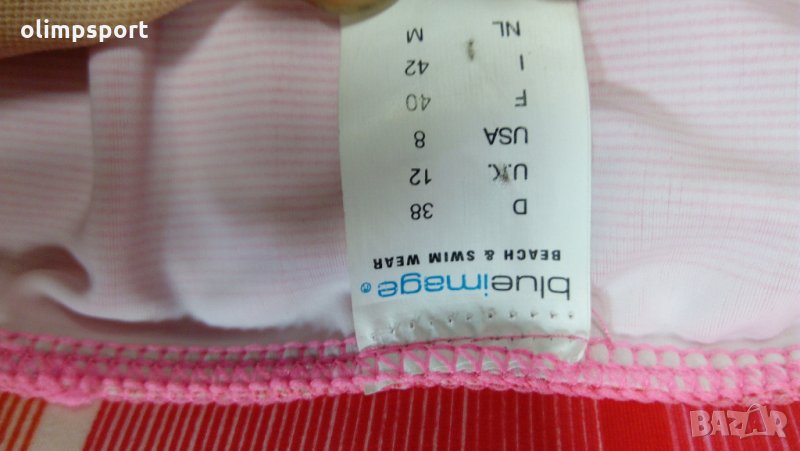 olimpsport
blueimage®
BEACH & SWIM WEAR
D 38
U.K. 12
USA 8
F 40
I 42
NL M
BAZAR